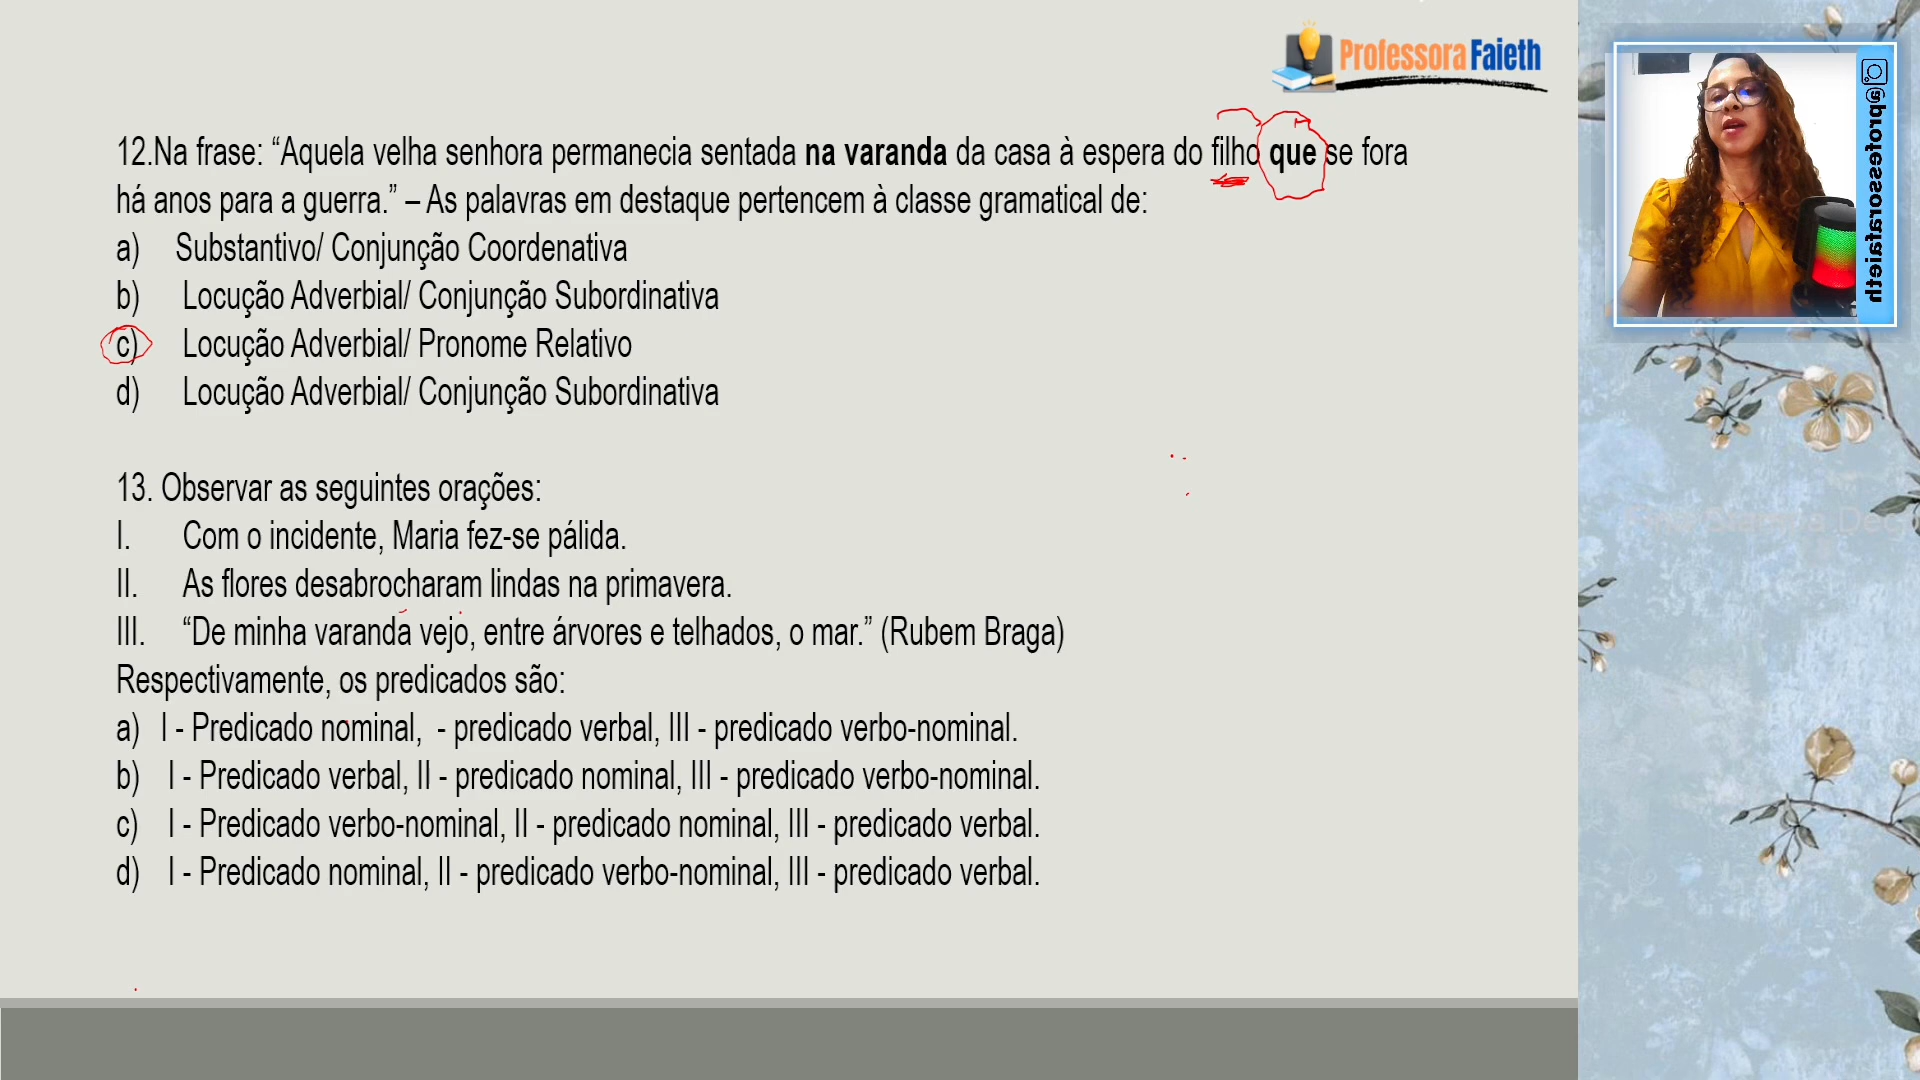 Professora Faieth
12.Na frase: “Aquela velha senhora permanecia sentada na varanda da casa à espera do filho que se fora
há anos para a guerra.” – As palavras em destaque pertencem à classe gramatical de:
a) Substantivo/ Conjunção Coordenativa
b) Locução Adverbial/ Conjunção Subordinativa
c) Locução Adverbial/ Pronome Relativo
d) Locução Adverbial/ Conjunção Subordinativa
13. Observar as seguintes orações:
I. Com o incidente, Maria fez-se pálida.
II. As flores desabrocharam lindas na primavera.
III. “De minha varanda vejo, entre árvores e telhados, o mar.” (Rubem Braga)
Respectivamente, os predicados são:
a) I - Predicado nominal, - predicado verbal, III - predicado verbo-nominal.
b) I - Predicado verbal, II - predicado nominal, III - predicado verbo-nominal.
c) I - Predicado verbo-nominal, II - predicado nominal, III - predicado verbal.
d) I - Predicado nominal, II - predicado verbo-nominal, III - predicado verbal.
@professorafaieth